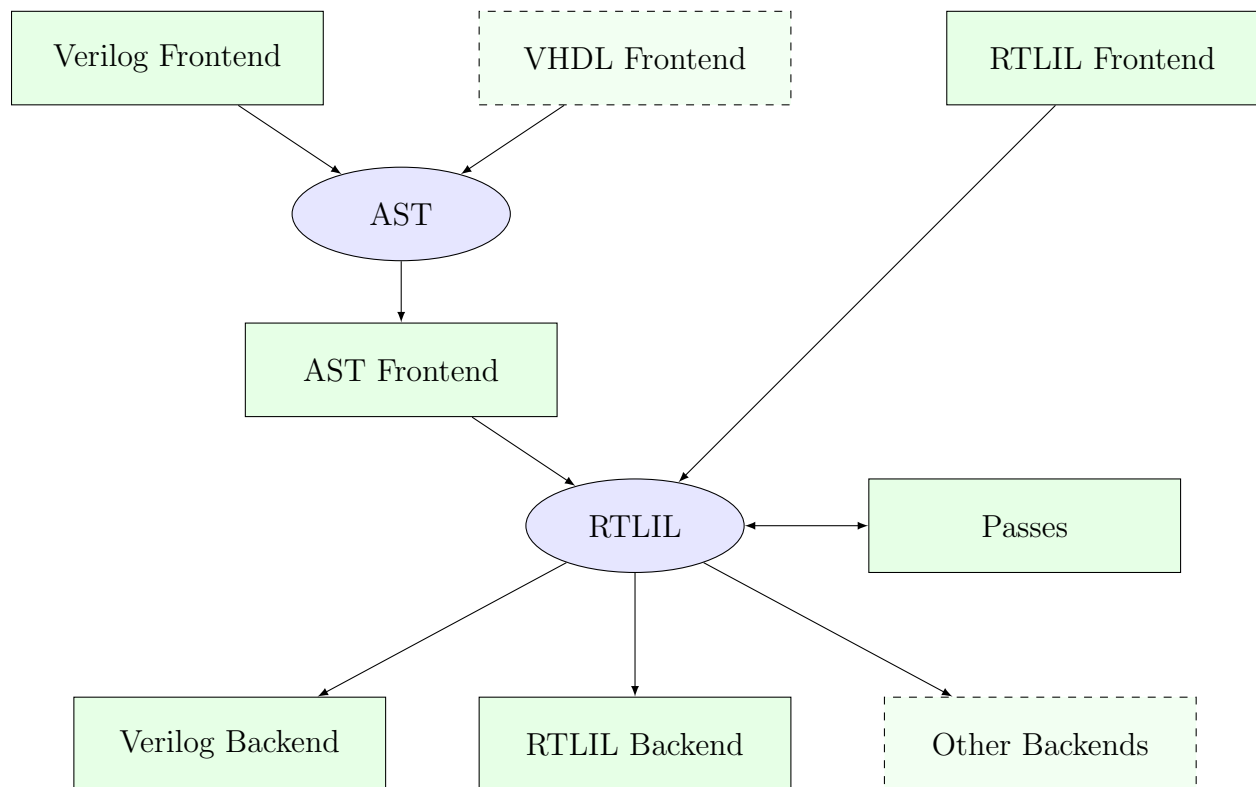 Verilog Frontend
VHDL Frontend
RTLIL Frontend
AST
AST Frontend
RTLIL
Passes
Verilog Backend
RTLIL Backend
Other Backends